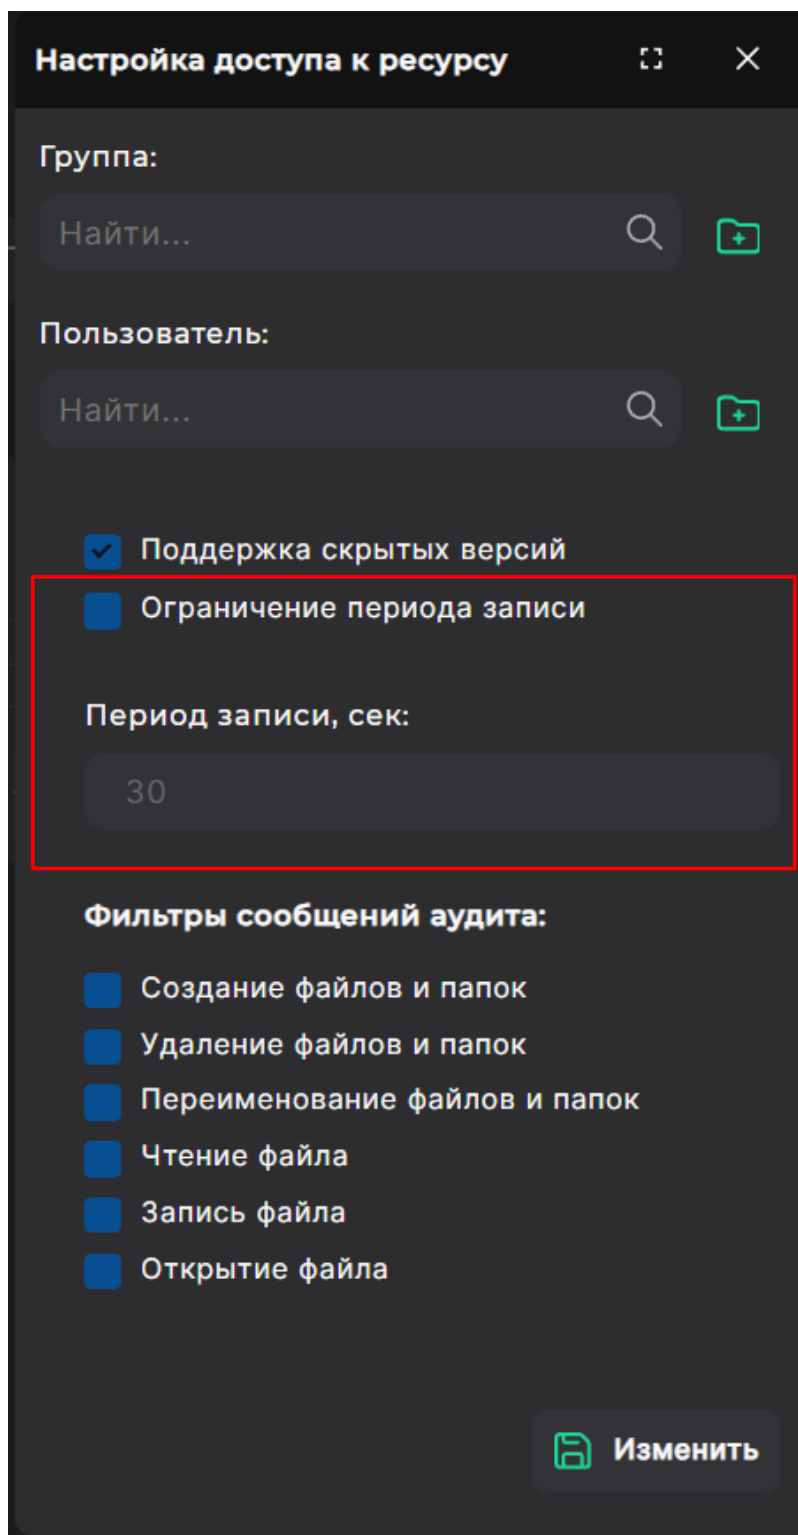 Настройка доступа к ресурсу
Группа:
Найти...
Пользователь:
Найти...
Поддержка скрытых версий
Ограничение периода записи
Период записи, сек:
30
Фильтры сообщений аудита:
Создание файлов и папок
Удаление файлов и папок
Переименование файлов и папок
Чтение файла
Запись файла
Открытие файла
Изменить